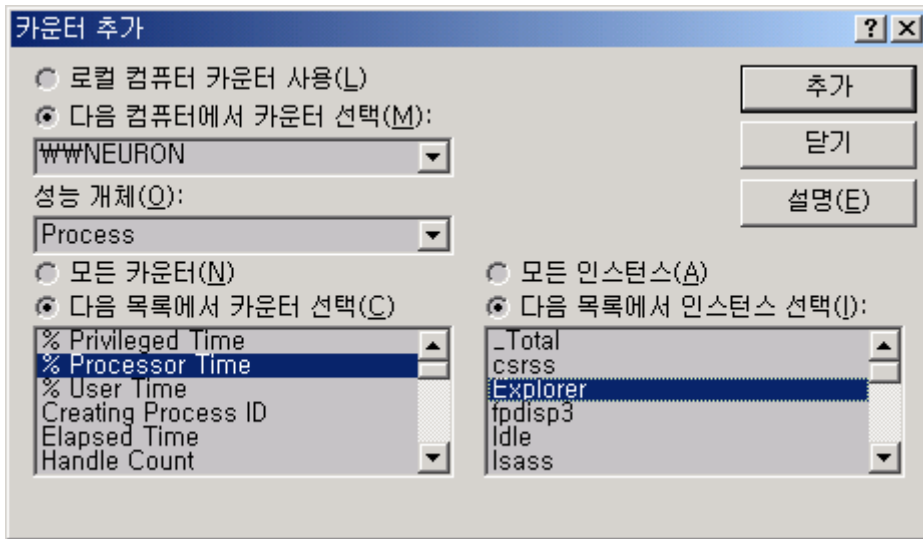 카운터 추가
로컬 컴퓨터 카운터 사용(L)
다음 컴퓨터에서 카운터 선택(M):
₩₩NEURON
성능 개체(O):
Process
모든 카운터(N)
다음 목록에서 카운터 선택(C)
% Privileged Time
% Processor Time
% User Time
Creating Process ID
Elapsed Time
Handle Count
모든 인스턴스(A)
다음 목록에서 인스턴스 선택(I):
_Total
csrss
Explorer
fpdisp3
Idle
lsass
추가
닫기
설명(E)